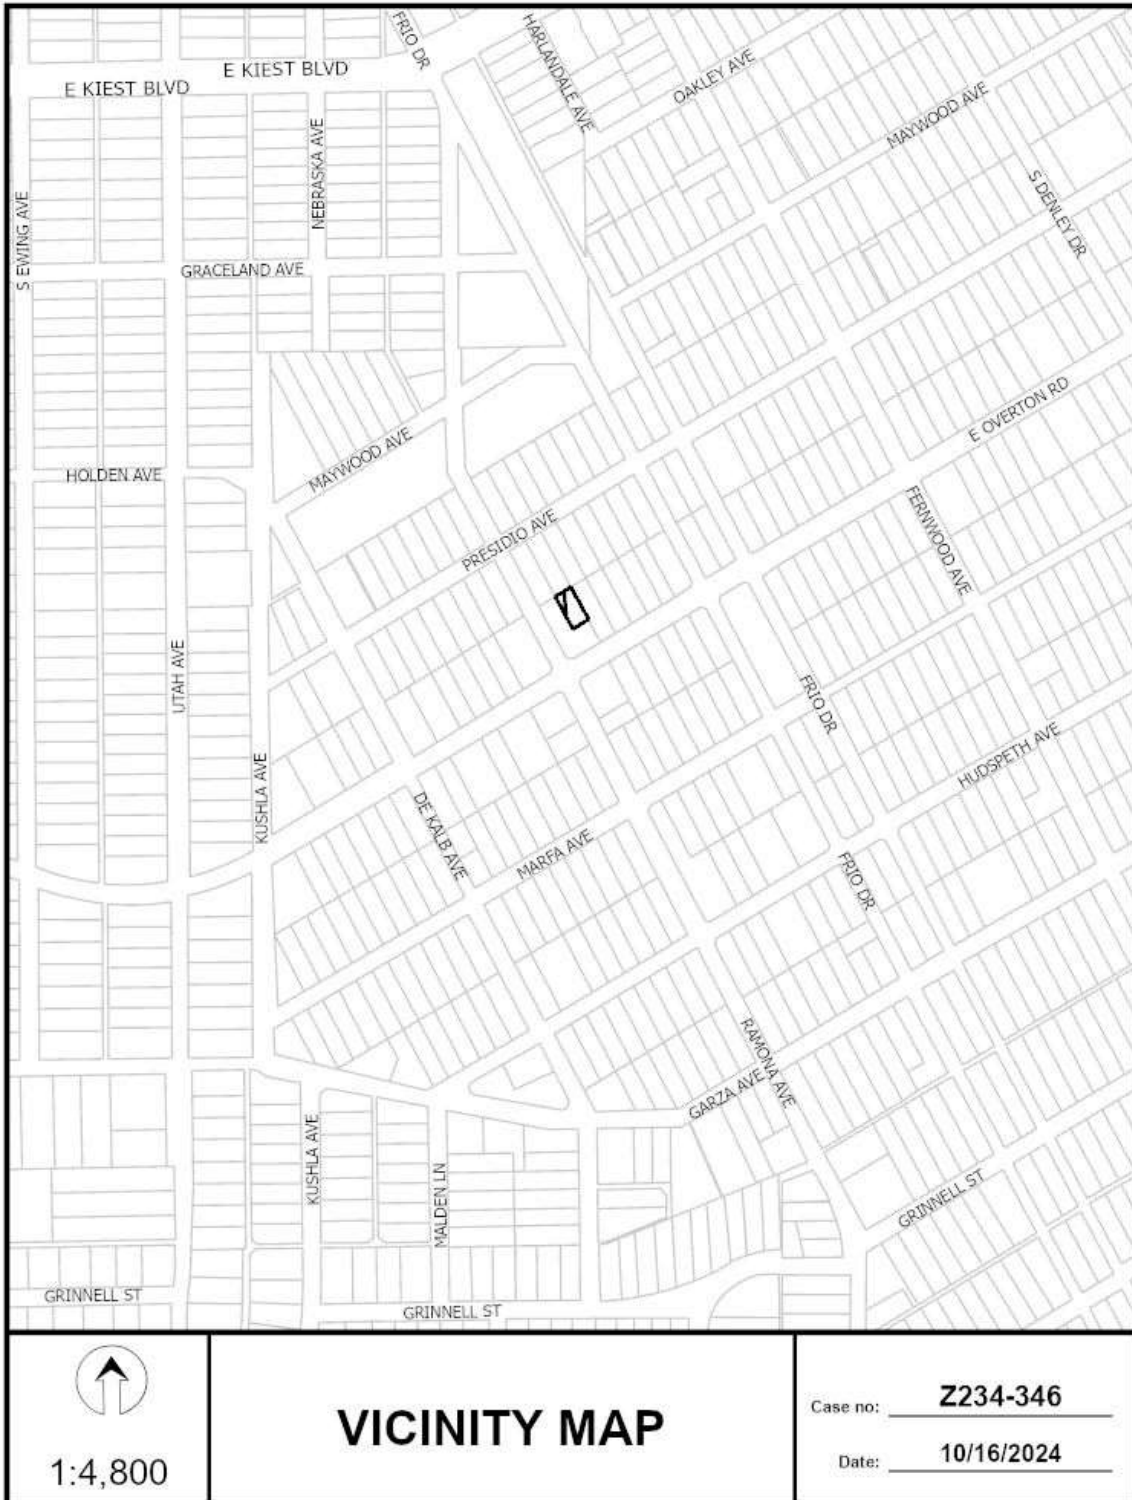 FRIO DR
HARLANDALE AVE
E KIEST BLVD
E KIEST BLVD
OAKLEY AVE
MAYWOOD AVE
NEBRASKA AVE
S EWING AVE
S DENLEY DR
GRACELAND AVE
E OVERTON RD
MAYWOOD AVE
HOLDEN AVE
PRESIDIO AVE
FERNWOOD AVE
UTAH AVE
FRIO DR
KUSHLA AVE
HUDSPETH AVE
DE KALB AVE
MARFA AVE
FRIO DR
RAMONA AVE
GARZA AVE
KUSHLA AVE
MALDEN LN
GRINNELL ST
GRINNELL ST
GRINNELL ST
1:4,800
VICINITY MAP
Case no: Z234-346
Date: 10/16/2024